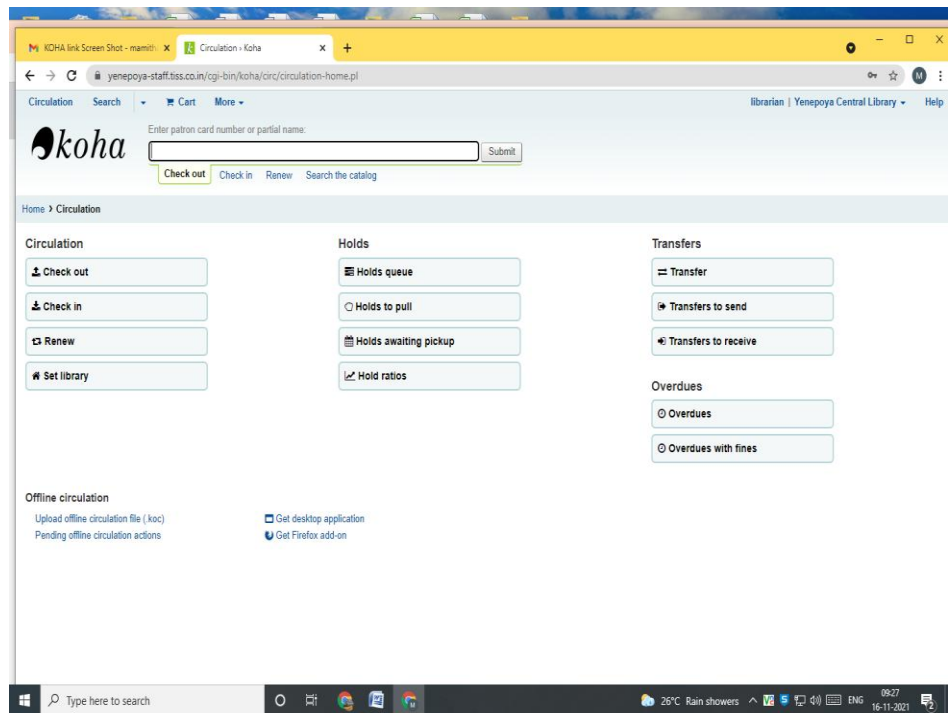 KOHA link Screen Shot - mamith X Circulation › Koha X +
yenepoya-staff.tiss.co.in/cgi-bin/koha/circ/circulation-home.pl M
Circulation Search Cart More librarian | Yenepoya Central Library Help
Enter patron card number or partial name:
koha
Submit
Check out Check in Renew Search the catalog
Home › Circulation
Circulation Holds Transfers
Check out Holds queue Transfer
Check in Holds to pull Transfers to send
Renew Holds awaiting pickup Transfers to receive
Set library Hold ratios
Overdues
Overdues
Overdues with fines
Offline circulation
Upload offline circulation file (.koc) Get desktop application
Pending offline circulation actions Get Firefox add-on
Type here to search 26°C Rain showers ENG 09:27
16-11-2021
2